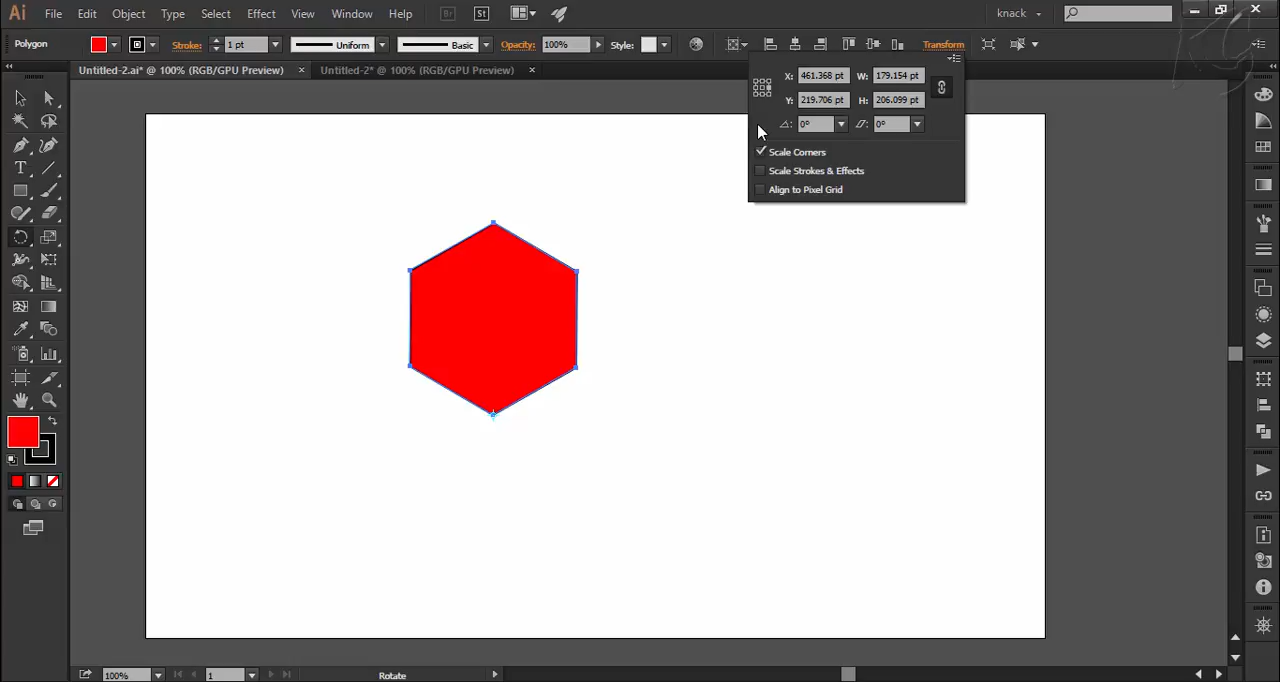 Ai File Edit Object Type Select Effect View Window Help Br St knack
Polygon Stroke: 1 pt Uniform Basic Opacity: 100% Style: Transform
Untitled-2.ai* @ 100% (RGB/GPU Preview) × Untitled-2* @ 100% (RGB/GPU Preview) ×
X: 461.368 pt W: 179.154 pt
Y: 219.706 pt H: 206.099 pt
0° 0°
Scale Corners
Scale Strokes & Effects
Align to Pixel Grid
100% 1 Rotate